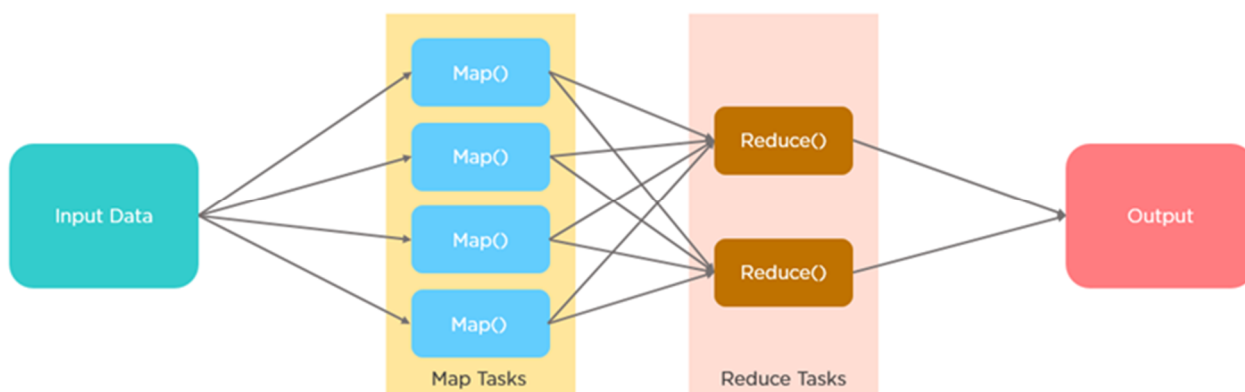 Input Data
Map()
Map()
Map()
Map()
Map Tasks
Reduce()
Reduce()
Reduce Tasks
Output